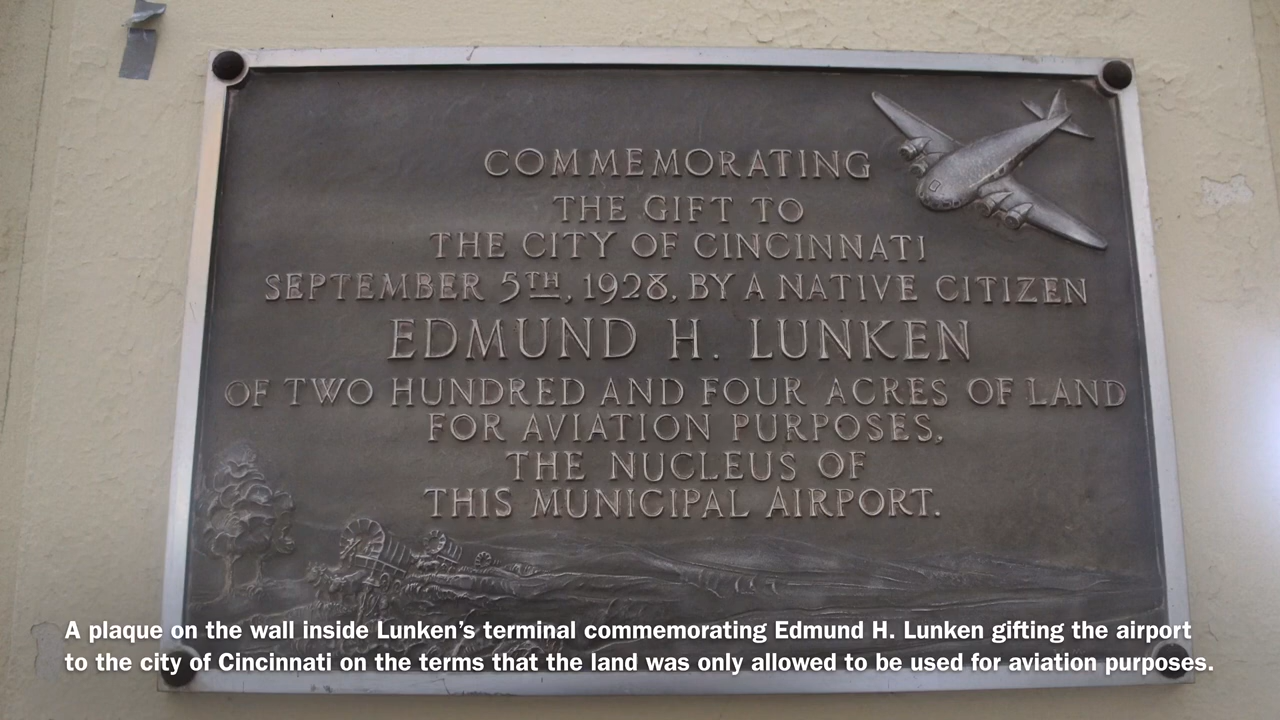 COMMEMORATING
THE GIFT TO
THE CITY OF CINCINNATI
SEPTEMBER 5TH, 1928, BY A NATIVE CITIZEN
EDMUND H. LUNKEN
OF TWO HUNDRED AND FOUR ACRES OF LAND
FOR AVIATION PURPOSES,
THE NUCLEUS OF
THIS MUNICIPAL AIRPORT.
A plaque on the wall inside Lunken’s terminal commemorating Edmund H. Lunken gifting the airport
to the city of Cincinnati on the terms that the land was only allowed to be used for aviation purposes.